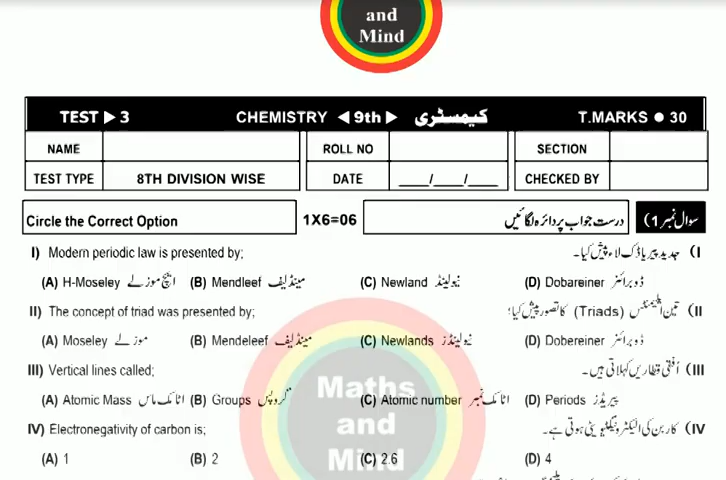 and
Mind
TEST ▶ 3 CHEMISTRY ◀ 9th ▶ کیمسٹری T.MARKS ● 30
NAME ROLL NO SECTION
TEST TYPE 8TH DIVISION WISE DATE ___/___/___ CHECKED BY
Circle the Correct Option 1X6=06 درست جواب پر دائرہ لگائیں سوال نمبر 1)
I) Modern periodic law is presented by; جدید پیریاڈک لاء پیش کیا۔ (I
(A) H-Moseley ایچ موزلے (B) Mendleef مینڈلیف (C) Newland نیولینڈ (D) Dobareiner ڈوبرائنر
II) The concept of triad was presented by; تین ایلیمنٹس (Triads) کا تصور پیش کیا؛ (II
(A) Moseley موزلے (B) Mendeleef مینڈلیف (C) Newlands نیولینڈز (D) Dobereiner ڈوبرائنر
III) Vertical lines called; اُفقی قطاریں کہلاتی ہیں۔ (III
(A) Atomic Mass اٹامک ماس (B) Groups گروپس (C) Atomic number اٹامک نمبر (D) Periods پیریڈز
IV) Electronegativity of carbon is; کاربن کی الیکٹرونیگٹیویٹی ہوتی ہے۔ (IV
(A) 1 (B) 2 (C) 2.6 (D) 4
Maths
and
Mind